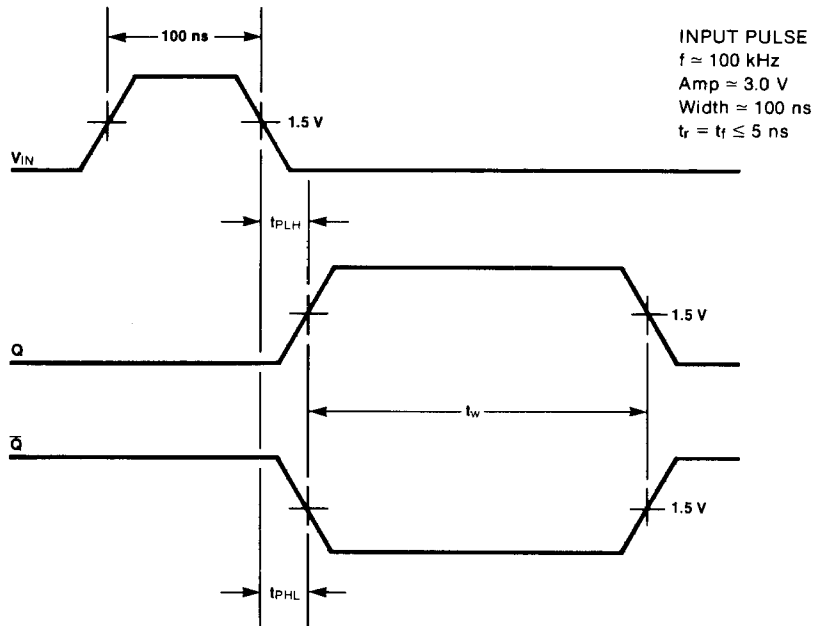 100 ns
INPUT PULSE
f ≃ 100 kHz
Amp ≃ 3.0 V
Width ≃ 100 ns
tr = tf ≤ 5 ns
1.5 V
VIN
tPLH
Q
1.5 V
tw
Q̅
1.5 V
tPHL